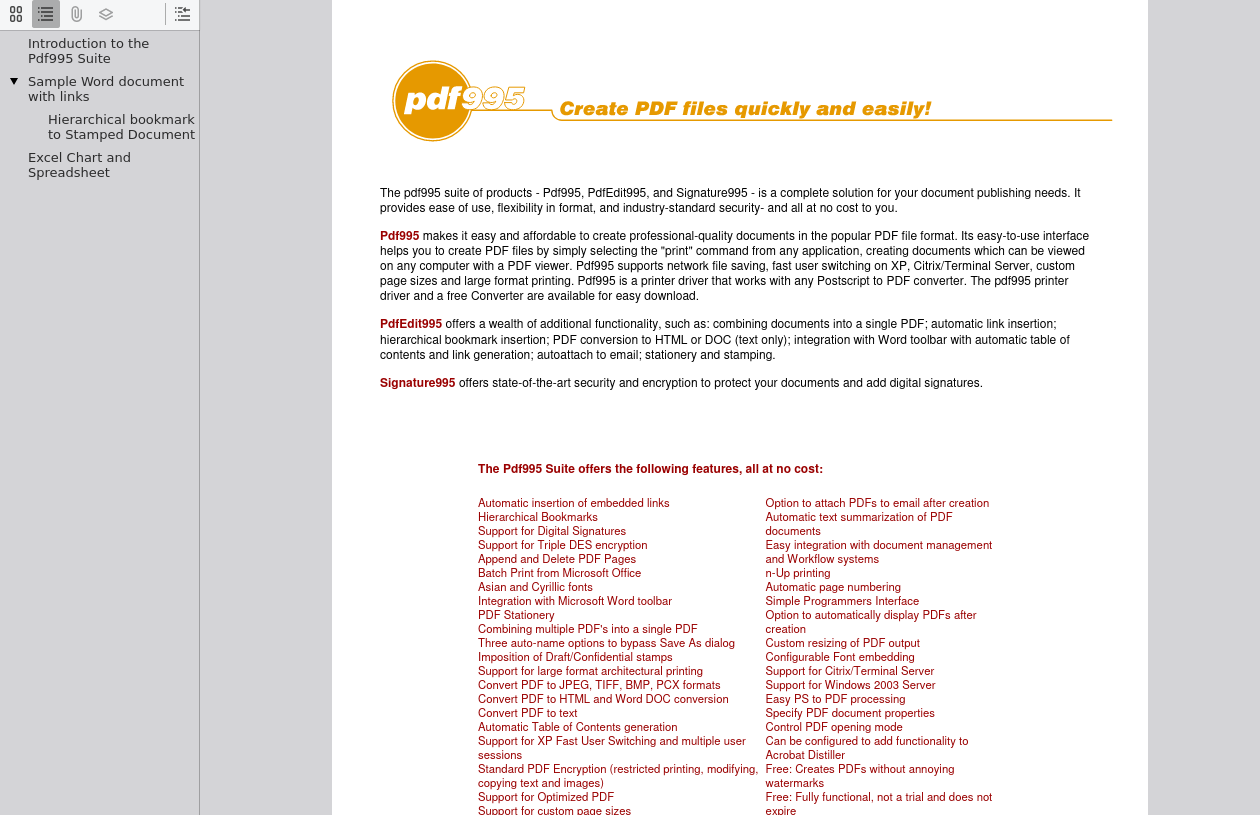 Introduction to the
Pdf995 Suite
Sample Word document
with links
Hierarchical bookmark
to Stamped Document
Excel Chart and
Spreadsheet
pdf995
Create PDF files quickly and easily!
The pdf995 suite of products - Pdf995, PdfEdit995, and Signature995 - is a complete solution for your document publishing needs. It
provides ease of use, flexibility in format, and industry-standard security- and all at no cost to you.
Pdf995 makes it easy and affordable to create professional-quality documents in the popular PDF file format. Its easy-to-use interface
helps you to create PDF files by simply selecting the "print" command from any application, creating documents which can be viewed
on any computer with a PDF viewer. Pdf995 supports network file saving, fast user switching on XP, Citrix/Terminal Server, custom
page sizes and large format printing. Pdf995 is a printer driver that works with any Postscript to PDF converter. The pdf995 printer
driver and a free Converter are available for easy download.
PdfEdit995 offers a wealth of additional functionality, such as: combining documents into a single PDF; automatic link insertion;
hierarchical bookmark insertion; PDF conversion to HTML or DOC (text only); integration with Word toolbar with automatic table of
contents and link generation; autoattach to email; stationery and stamping.
Signature995 offers state-of-the-art security and encryption to protect your documents and add digital signatures.
The Pdf995 Suite offers the following features, all at no cost:
Automatic insertion of embedded links
Hierarchical Bookmarks
Support for Digital Signatures
Support for Triple DES encryption
Append and Delete PDF Pages
Batch Print from Microsoft Office
Asian and Cyrillic fonts
Integration with Microsoft Word toolbar
PDF Stationery
Combining multiple PDF's into a single PDF
Three auto-name options to bypass Save As dialog
Imposition of Draft/Confidential stamps
Support for large format architectural printing
Convert PDF to JPEG, TIFF, BMP, PCX formats
Convert PDF to HTML and Word DOC conversion
Convert PDF to text
Automatic Table of Contents generation
Support for XP Fast User Switching and multiple user
sessions
Standard PDF Encryption (restricted printing, modifying,
copying text and images)
Support for Optimized PDF
Support for custom page sizes
Option to attach PDFs to email after creation
Automatic text summarization of PDF
documents
Easy integration with document management
and Workflow systems
n-Up printing
Automatic page numbering
Simple Programmers Interface
Option to automatically display PDFs after
creation
Custom resizing of PDF output
Configurable Font embedding
Support for Citrix/Terminal Server
Support for Windows 2003 Server
Easy PS to PDF processing
Specify PDF document properties
Control PDF opening mode
Can be configured to add functionality to
Acrobat Distiller
Free: Creates PDFs without annoying
watermarks
Free: Fully functional, not a trial and does not
expire